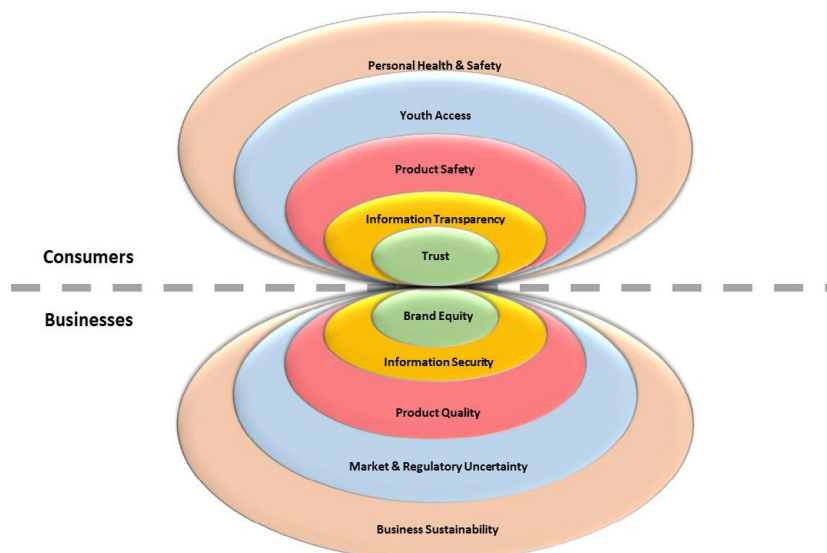 Personal Health & Safety
Youth Access
Product Safety
Information Transparency
Trust
Consumers
Businesses
Brand Equity
Information Security
Product Quality
Market & Regulatory Uncertainty
Business Sustainability